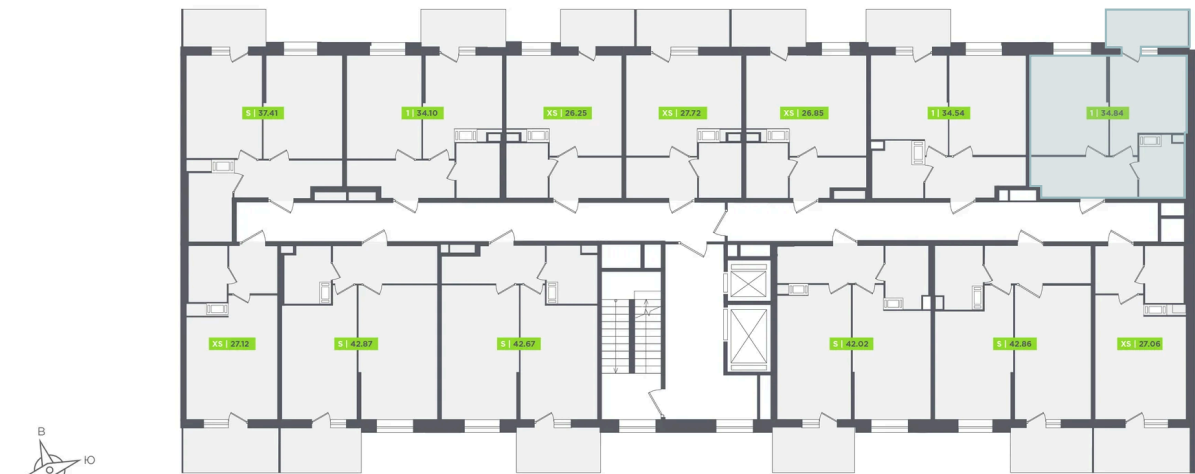 S | 37.41
1 | 34.10
XS | 26.25
XS | 27.72
XS | 26.85
1 | 34.54
1 | 34.84
XS | 27.12
S | 42.87
S | 42.67
S | 42.02
S | 42.86
XS | 27.06
В
Ю